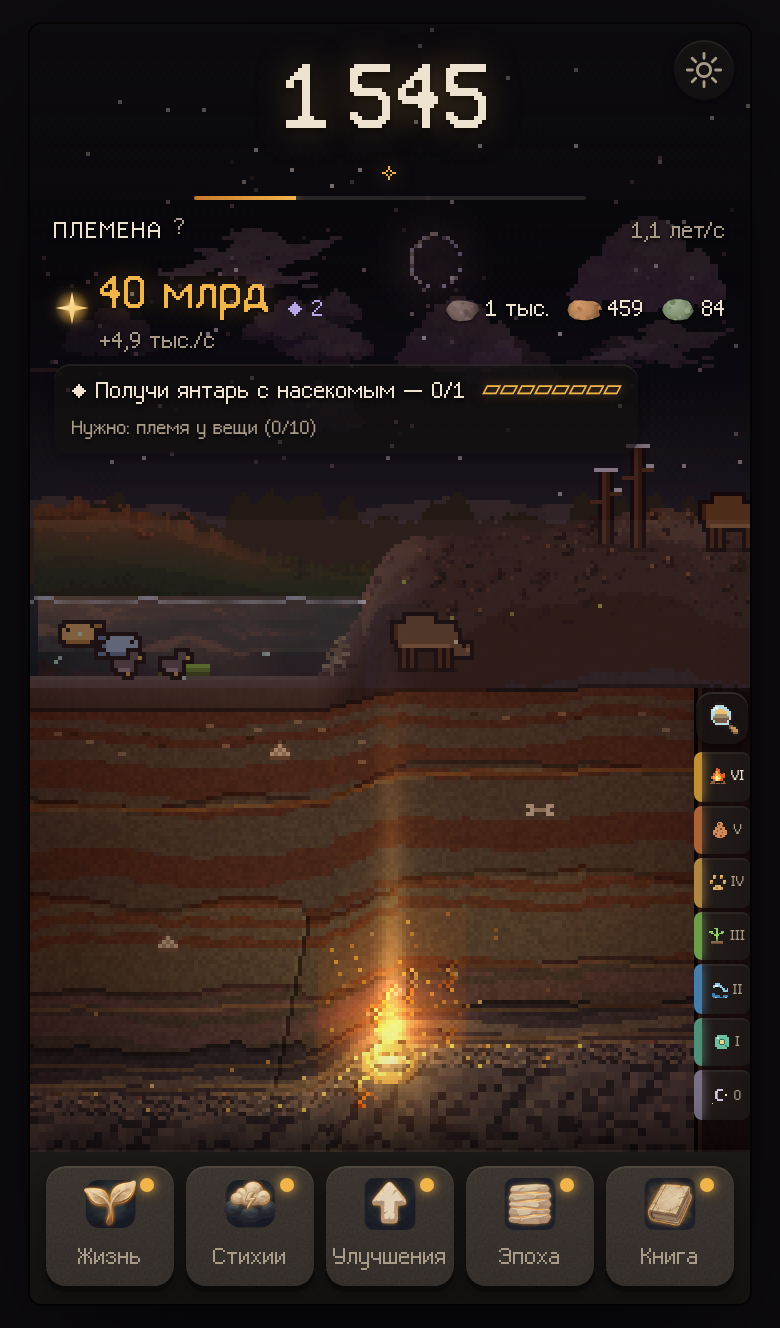 1 545
ПЛЕМЕНА ?
1,1 лет/с
40 млрд
2
1 тыс.
459
84
+4,9 тыс./с
Получи янтарь с насекомым — 0/1
Нужно: племя у вещи (0/10)
VI
V
IV
III
II
I
0
Жизнь
Стихии
Улучшения
Эпоха
Книга